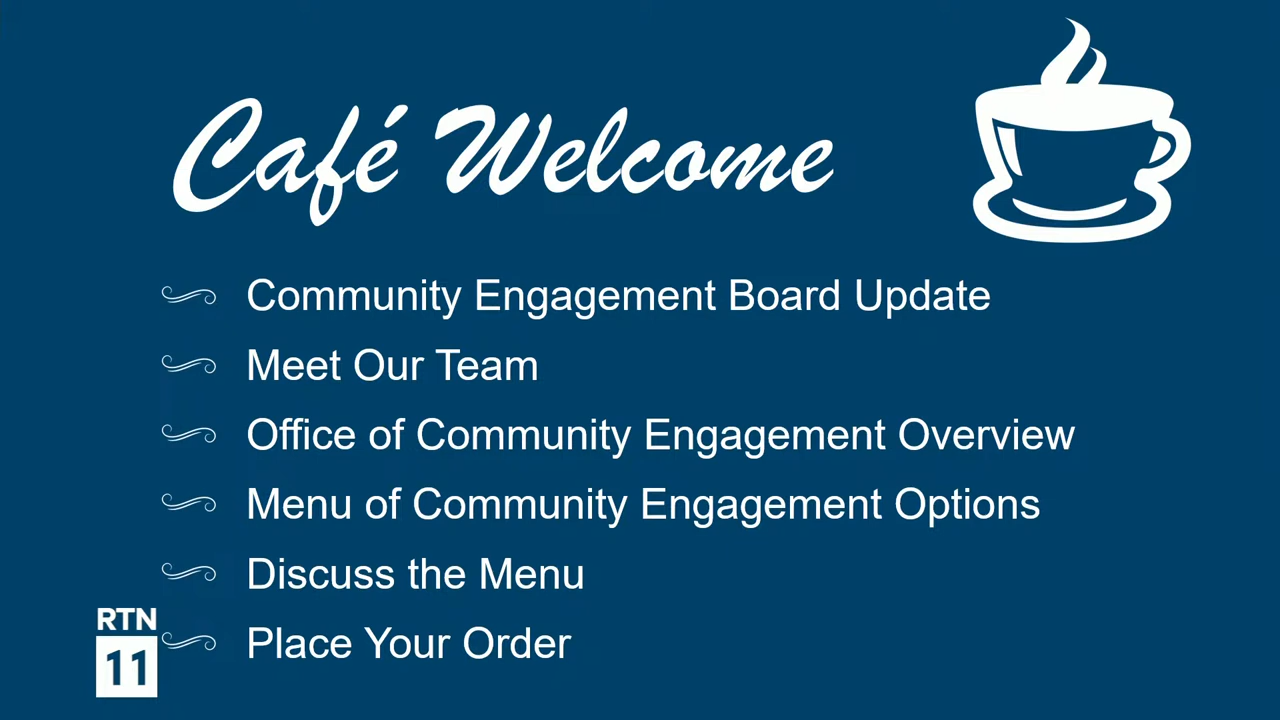 Café Welcome
Community Engagement Board Update
Meet Our Team
Office of Community Engagement Overview
Menu of Community Engagement Options
Discuss the Menu
Place Your Order
RTN
11